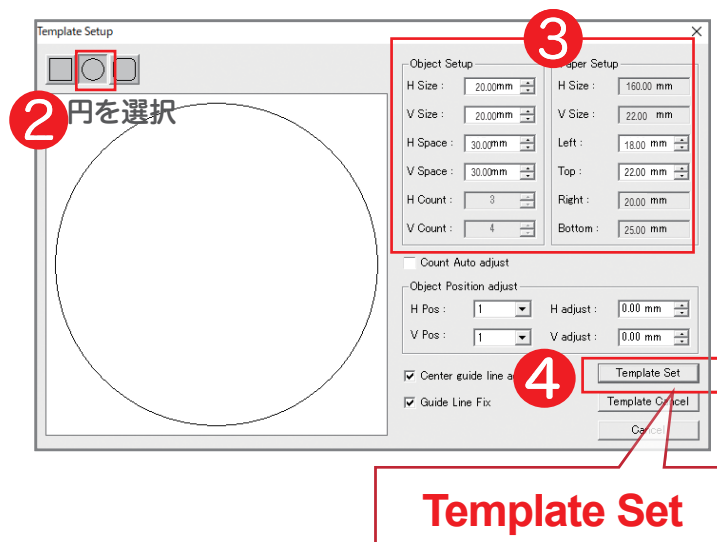 Template Setup
2
円を選択
3
Object Setup
H Size : 20.00mm
V Size : 20.00mm
H Space : 30.00mm
V Space : 30.00mm
H Count : 3
V Count : 4
Paper Setup
H Size : 160.00 mm
V Size : 22.00 mm
Left : 18.00 mm
Top : 22.00 mm
Right : 20.00 mm
Bottom : 25.00 mm
Count Auto adjust
Object Position adjust
H Pos : 1 H adjust : 0.00 mm
V Pos : 1 V adjust : 0.00 mm
Center guide line a
4
Template Set
Guide Line Fix
Template Cancel
Cancel
Template Set